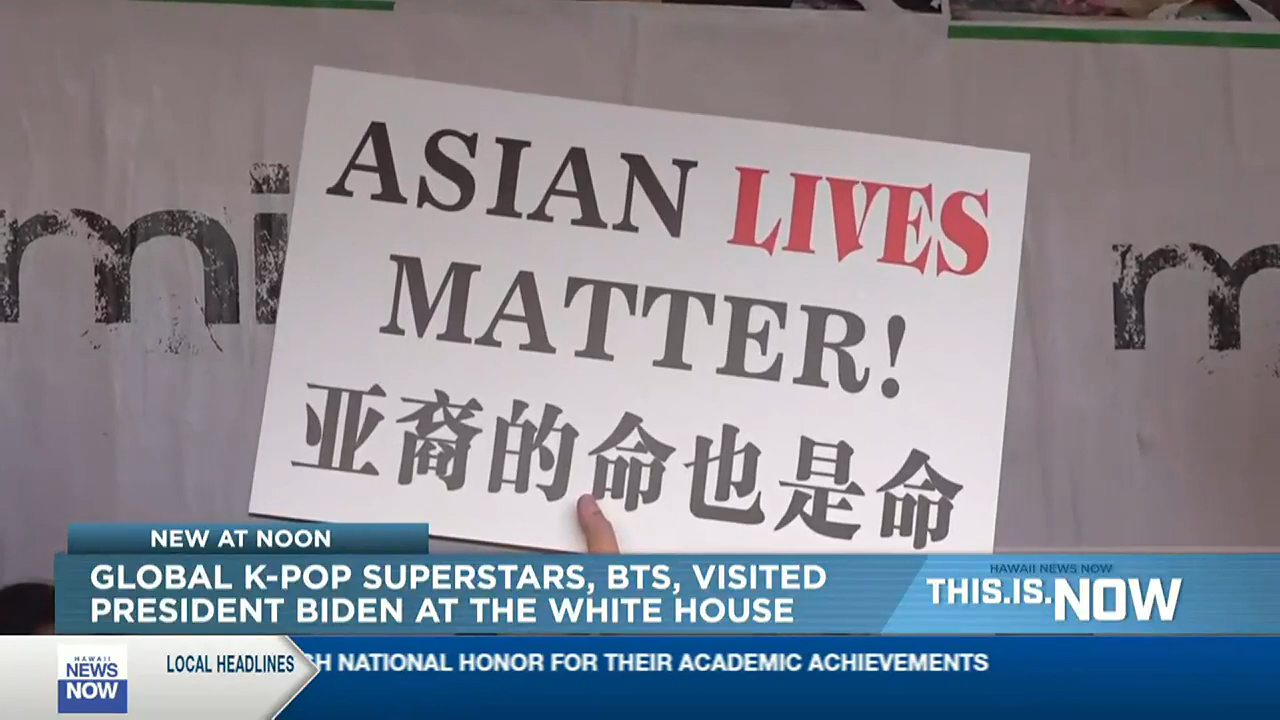 mi
m
ASIAN LIVES
MATTER!
亚裔的命也是命
NEW AT NOON
GLOBAL K-POP SUPERSTARS, BTS, VISITED
PRESIDENT BIDEN AT THE WHITE HOUSE
HAWAII NEWS NOW
THIS.IS.NOW
HAWAII
NEWS
NOW
LOCAL HEADLINES
H NATIONAL HONOR FOR THEIR ACADEMIC ACHIEVEMENTS